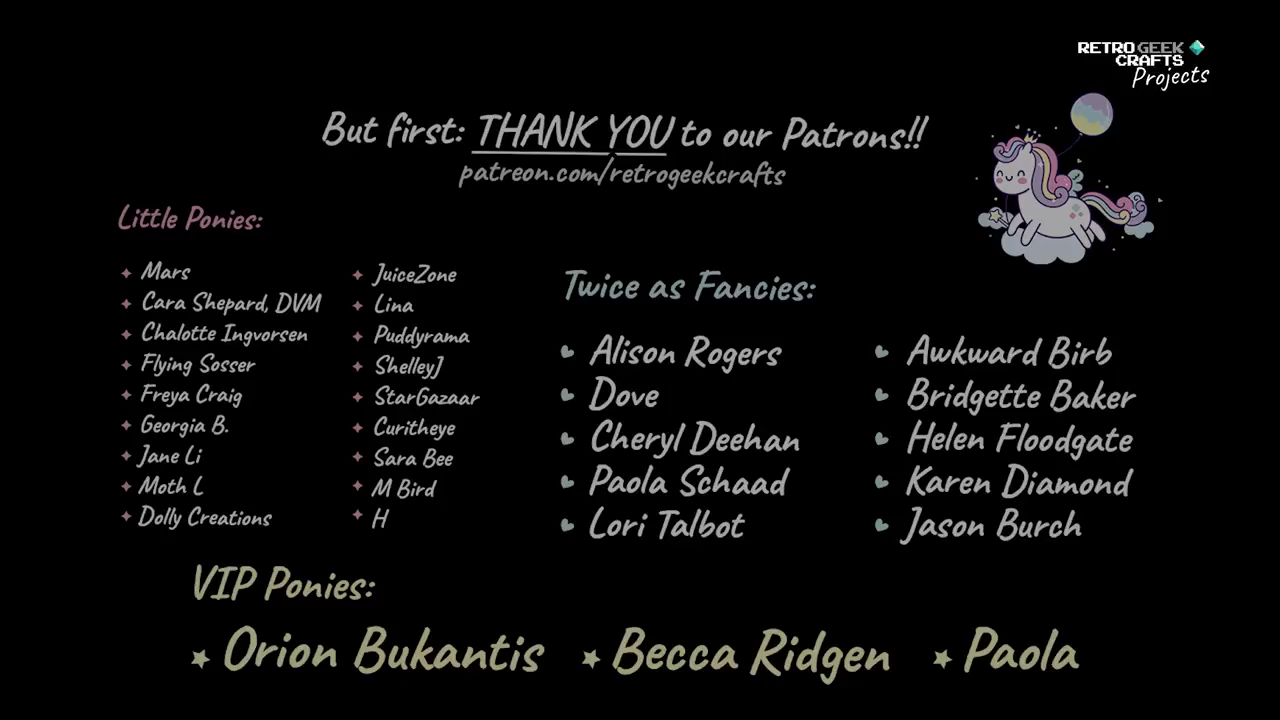 RETRO GEEK
CRAFTS
Projects
But first: THANK YOU to our Patrons!!
patreon.com/retrogeekcrafts
Little Ponies:
Mars
Cara Shepard, DVM
Chalotte Ingvorsen
Flying Sosser
Freya Craig
Georgia B.
Jane Li
Moth L
Dolly Creations
JuiceZone
Lina
Puddyrama
ShelleyJ
StarGazaar
Curitheye
Sara Bee
M Bird
H
Twice as Fancies:
Alison Rogers
Dove
Cheryl Deehan
Paola Schaad
Lori Talbot
Awkward Birb
Bridgette Baker
Helen Floodgate
Karen Diamond
Jason Burch
VIP Ponies:
Orion Bukantis
Becca Ridgen
Paola